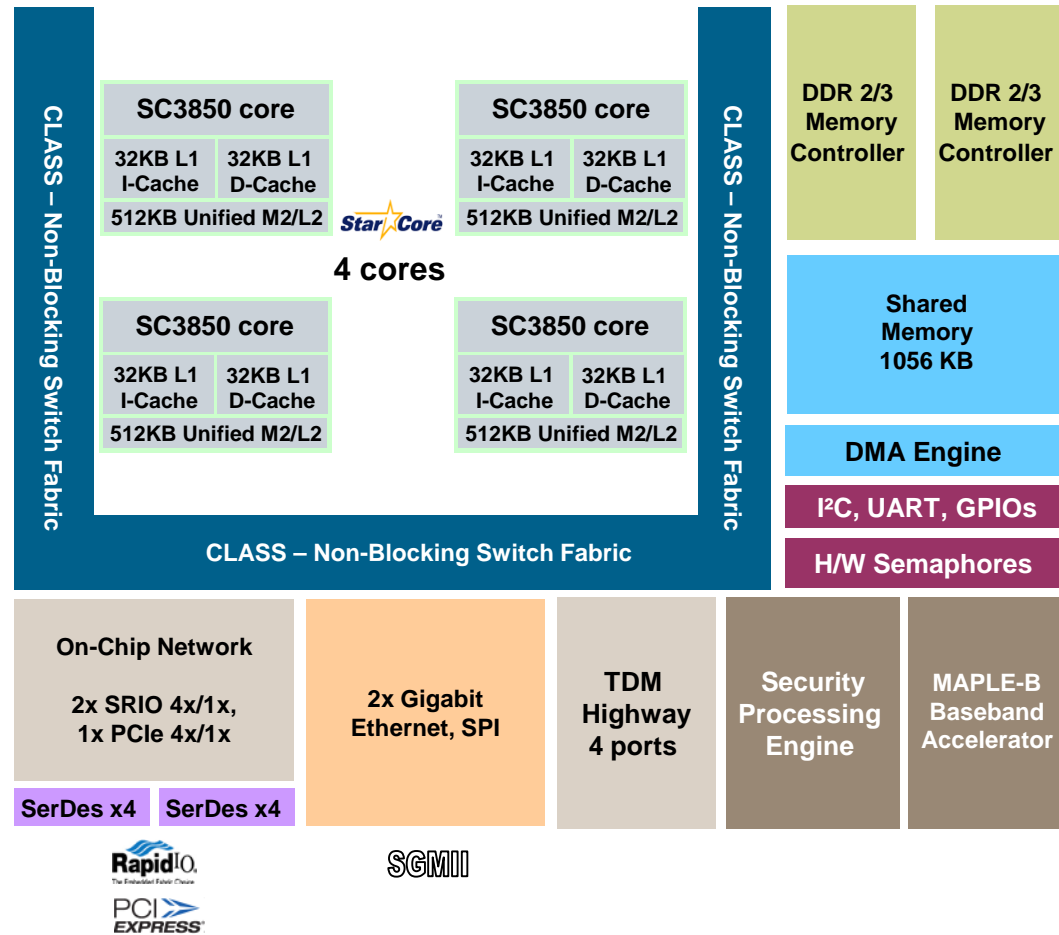 CLASS – Non-Blocking Switch Fabric
SC3850 core
32KB L1
I-Cache
32KB L1
D-Cache
512KB Unified M2/L2
SC3850 core
32KB L1
I-Cache
32KB L1
D-Cache
512KB Unified M2/L2
StarCore™
4 cores
SC3850 core
32KB L1
I-Cache
32KB L1
D-Cache
512KB Unified M2/L2
SC3850 core
32KB L1
I-Cache
32KB L1
D-Cache
512KB Unified M2/L2
CLASS – Non-Blocking Switch Fabric
CLASS – Non-Blocking Switch Fabric
DDR 2/3
Memory
Controller
DDR 2/3
Memory
Controller
Shared
Memory
1056 KB
DMA Engine
I²C, UART, GPIOs
H/W Semaphores
On-Chip Network
2x SRIO 4x/1x,
1x PCIe 4x/1x
SerDes x4
SerDes x4
2x Gigabit
Ethernet, SPI
TDM
Highway
4 ports
Security
Processing
Engine
MAPLE-B
Baseband
Accelerator
RapidIO.
The Embedded Fabric Choice
PCI
EXPRESS
SGMII